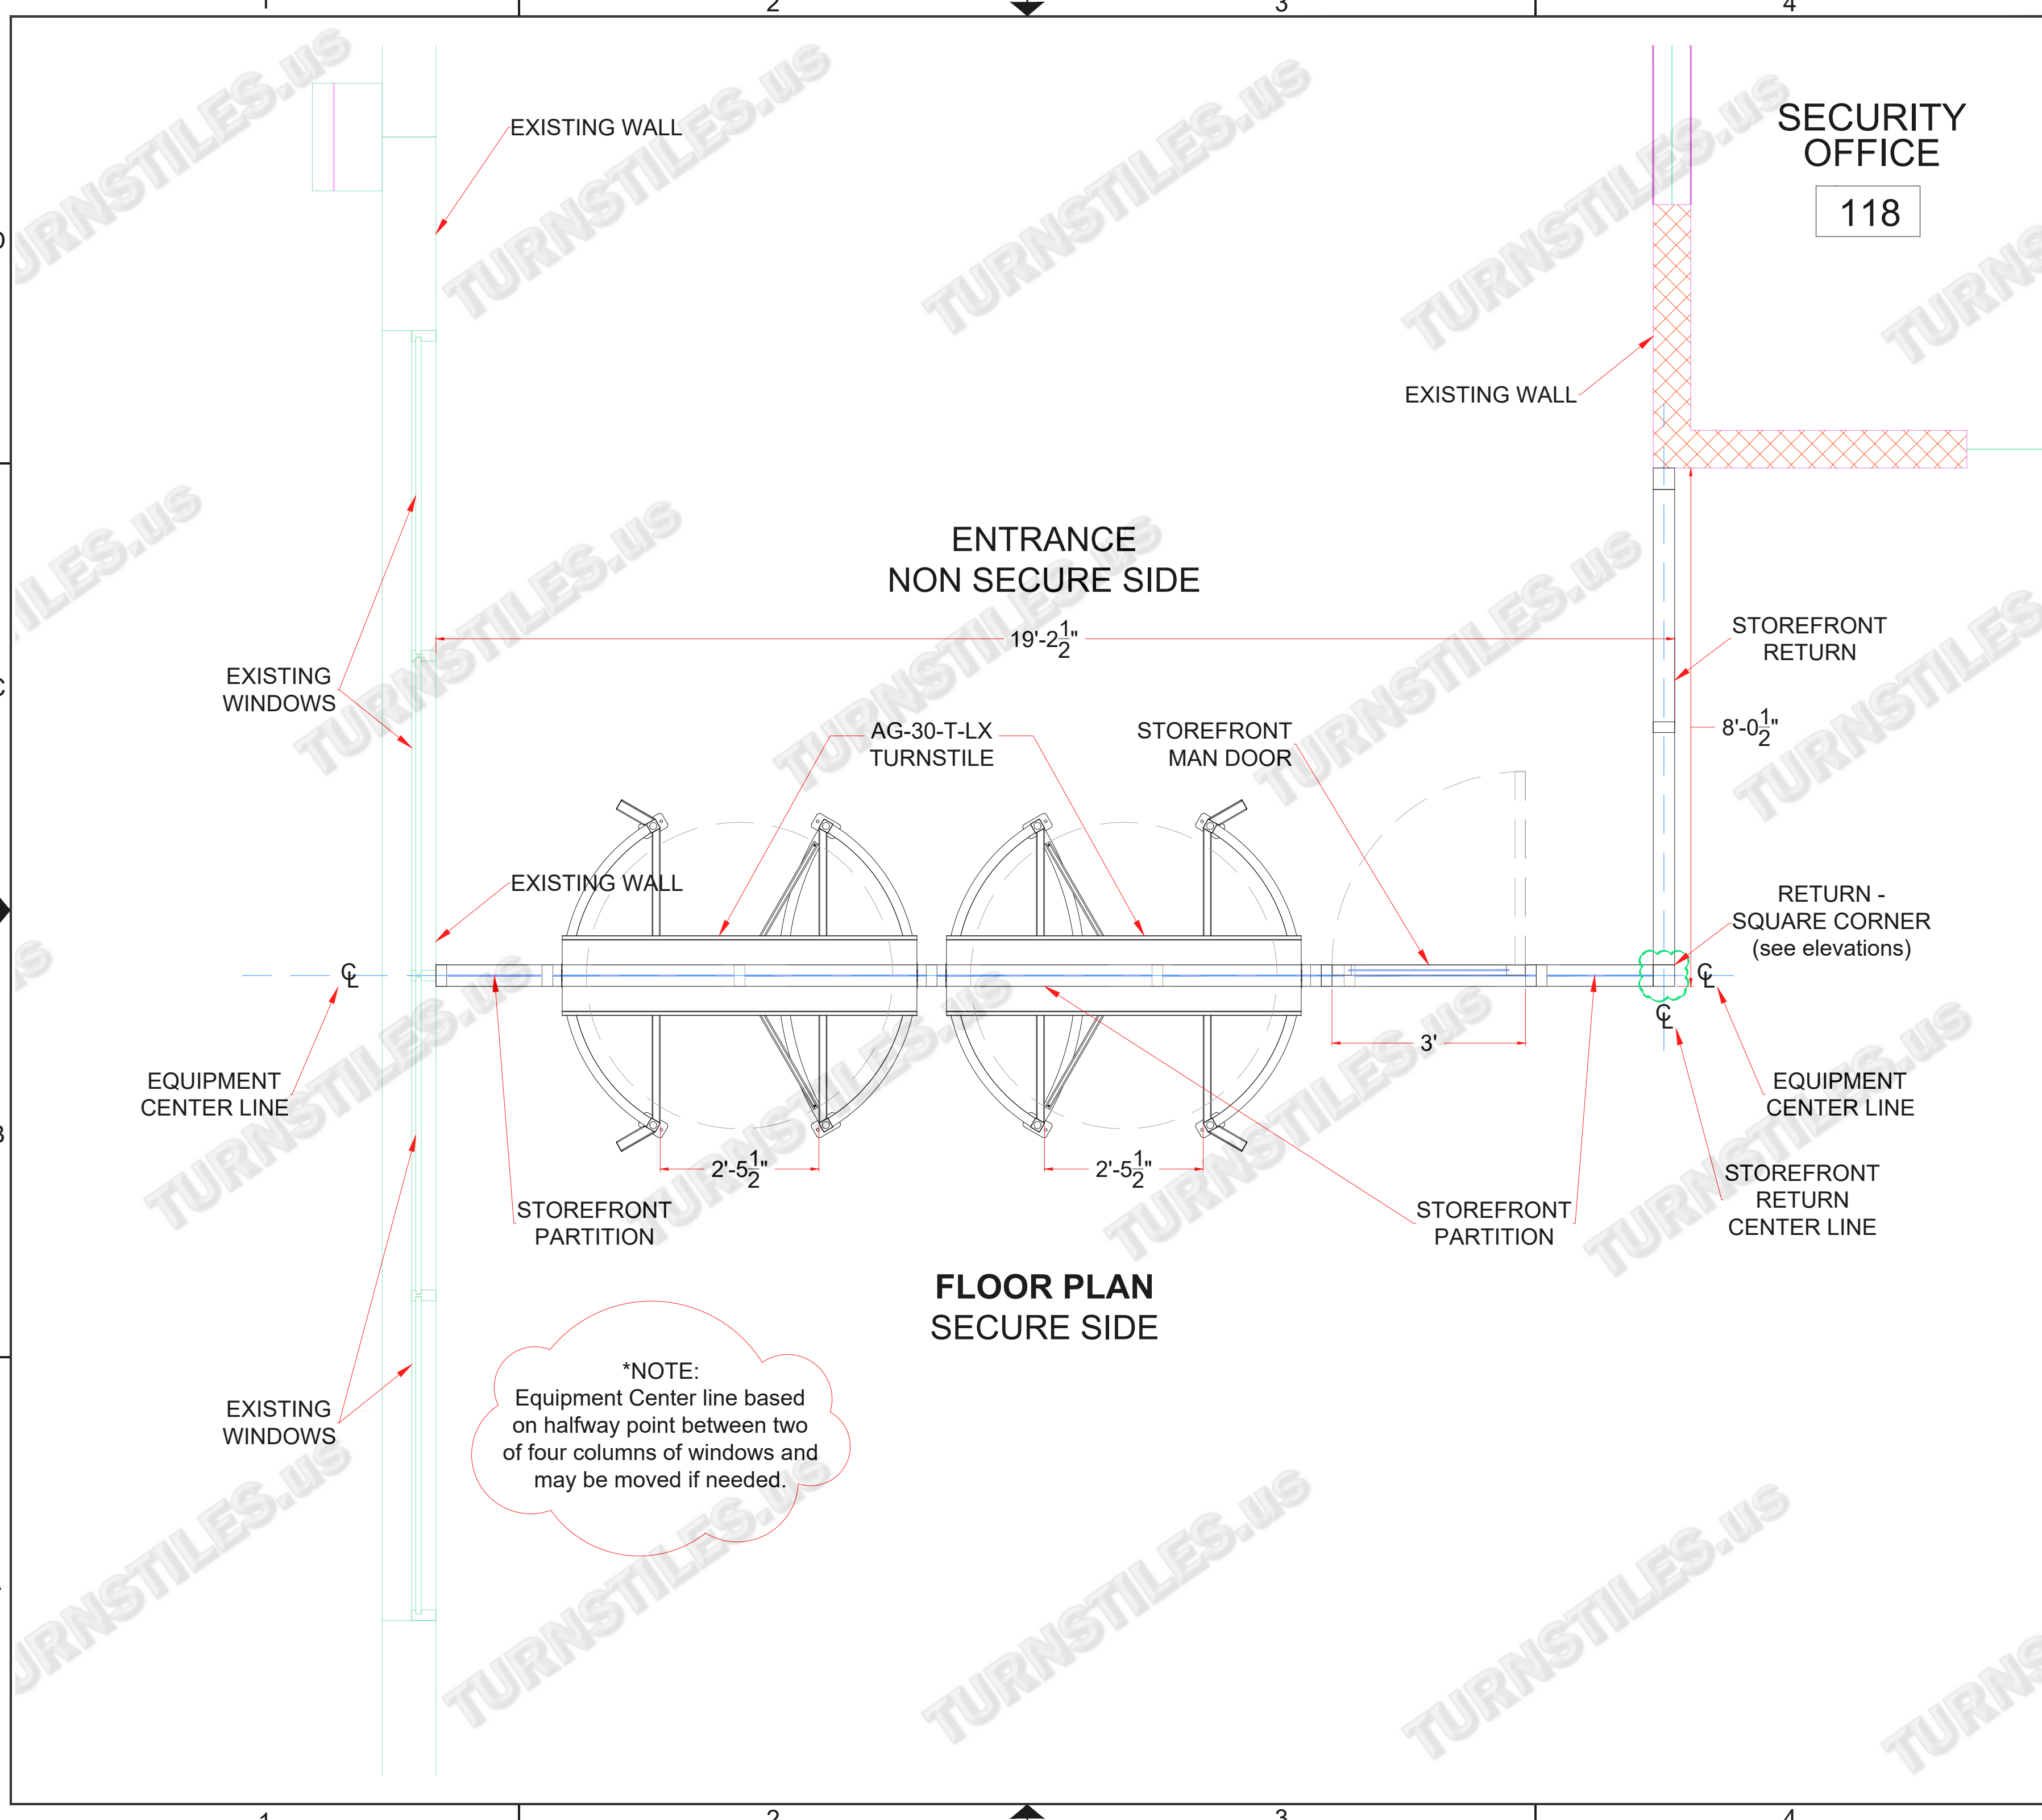 2
3
4
EXISTING WALL
SECURITY
OFFICE
118
EXISTING WALL
ENTRANCE
NON SECURE SIDE
19'-2 1/2"
STOREFRONT
RETURN
EXISTING
WINDOWS
AG-30-T-LX
TURNSTILE
STOREFRONT
MAN DOOR
8'-0 1/2"
EXISTING WALL
RETURN -
SQUARE CORNER
(see elevations)
CL
CL
CL
3'
EQUIPMENT
CENTER LINE
EQUIPMENT
CENTER LINE
2'-5 1/2"
2'-5 1/2"
STOREFRONT
PARTITION
STOREFRONT
PARTITION
STOREFRONT
RETURN
CENTER LINE
FLOOR PLAN
SECURE SIDE
*NOTE:
Equipment Center line based
on halfway point between two
of four columns of windows and
may be moved if needed.
EXISTING
WINDOWS
1
2
3
4
TURNSTILES.us